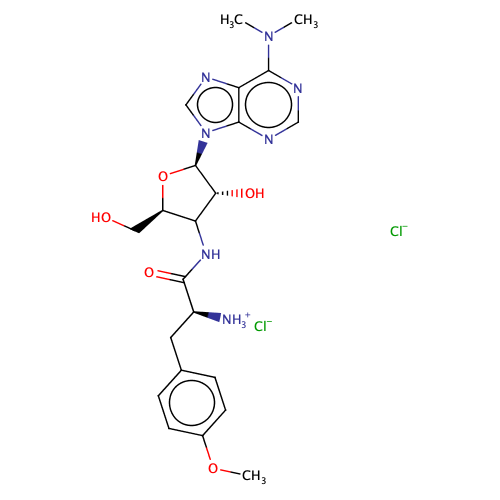 H₃C CH₃
N
N N
N N
O OH
HO
NH Cl⁻
O
NH₃⁺ Cl⁻
O CH₃